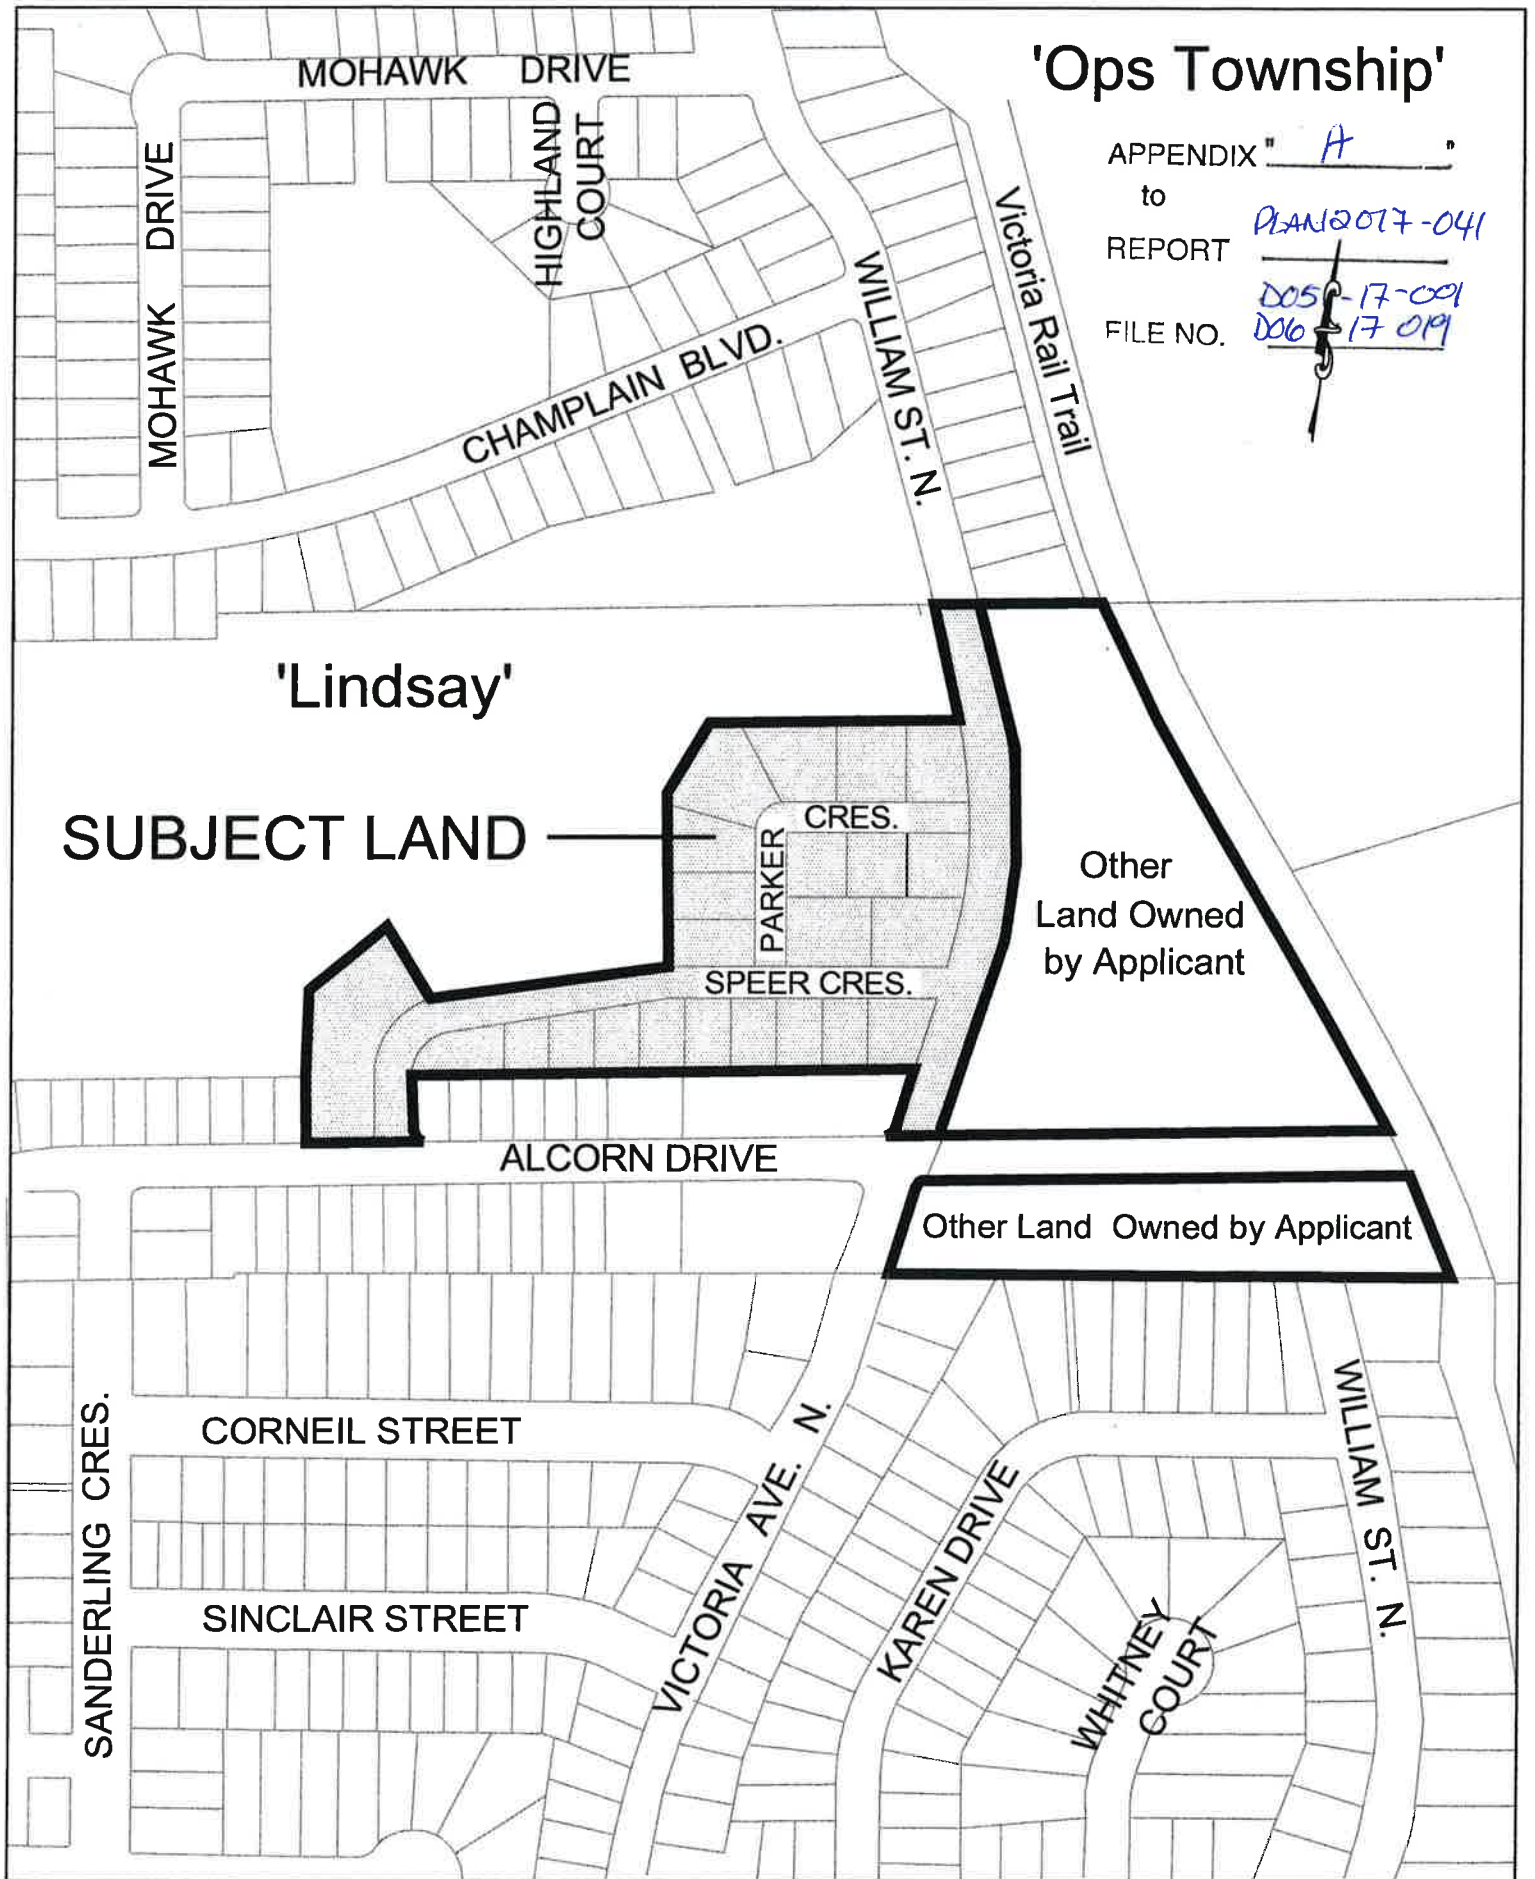 'Ops Township'
APPENDIX " A "
to
REPORT PLAN2017-041
D05-17-001
FILE NO. D06-17 019
MOHAWK DRIVE
MOHAWK DRIVE
HIGHLAND
COURT
CHAMPLAIN BLVD.
WILLIAM ST. N.
Victoria Rail Trail
'Lindsay'
SUBJECT LAND
CRES.
PARKER
SPEER CRES.
Other
Land Owned
by Applicant
ALCORN DRIVE
Other Land Owned by Applicant
SANDERLING CRES.
CORNEIL STREET
SINCLAIR STREET
VICTORIA AVE. N.
KAREN DRIVE
WHITNEY
COURT
WILLIAM ST. N.